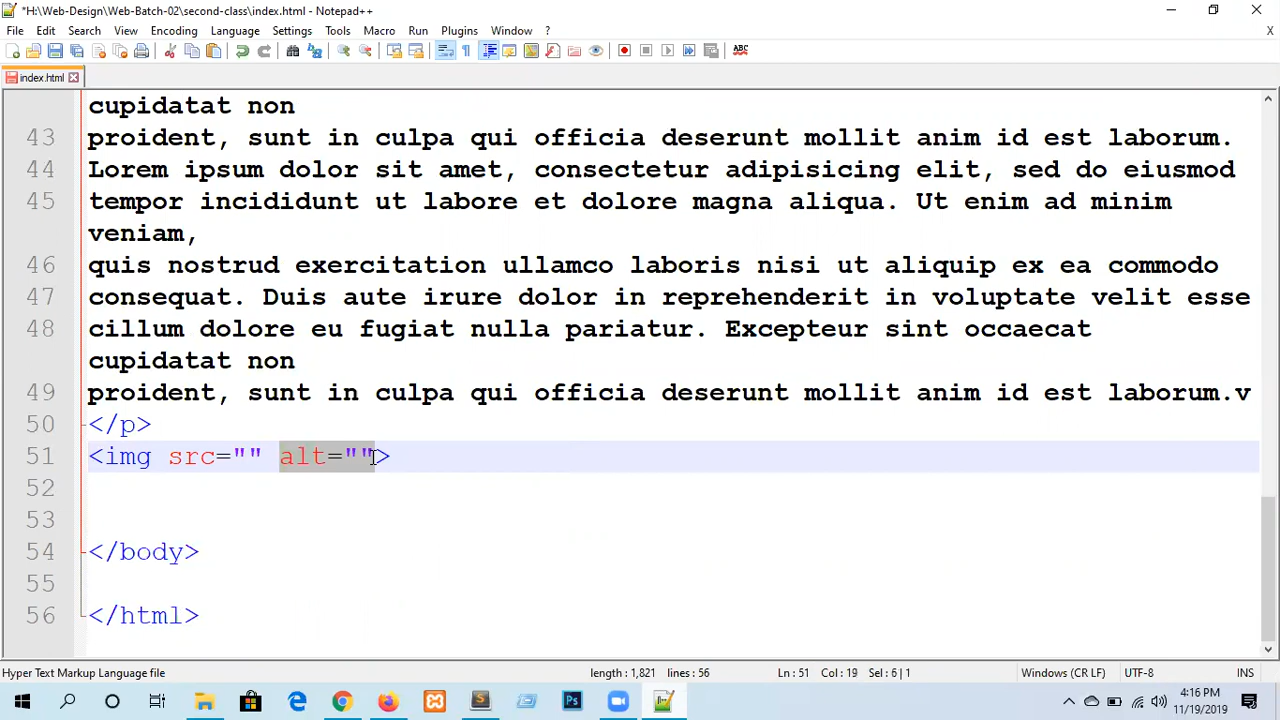 *H:\Web-Design\Web-Batch-02\second-class\index.html - Notepad++
File Edit Search View Encoding Language Settings Tools Macro Run Plugins Window ? X
ABC
index.html
cupidatat non
43 proident, sunt in culpa qui officia deserunt mollit anim id est laborum.
44 Lorem ipsum dolor sit amet, consectetur adipisicing elit, sed do eiusmod
45 tempor incididunt ut labore et dolore magna aliqua. Ut enim ad minim
veniam,
46 quis nostrud exercitation ullamco laboris nisi ut aliquip ex ea commodo
47 consequat. Duis aute irure dolor in reprehenderit in voluptate velit esse
48 cillum dolore eu fugiat nulla pariatur. Excepteur sint occaecat
cupidatat non
49 proident, sunt in culpa qui officia deserunt mollit anim id est laborum.v
50 </p>
51 <img src="" alt="">
52
53
54 </body>
55
56 </html>
Hyper Text Markup Language file length : 1,821 lines : 56 Ln : 51 Col : 19 Sel : 6 | 1 Windows (CR LF) UTF-8 INS
Ps
4:16 PM
11/19/2019